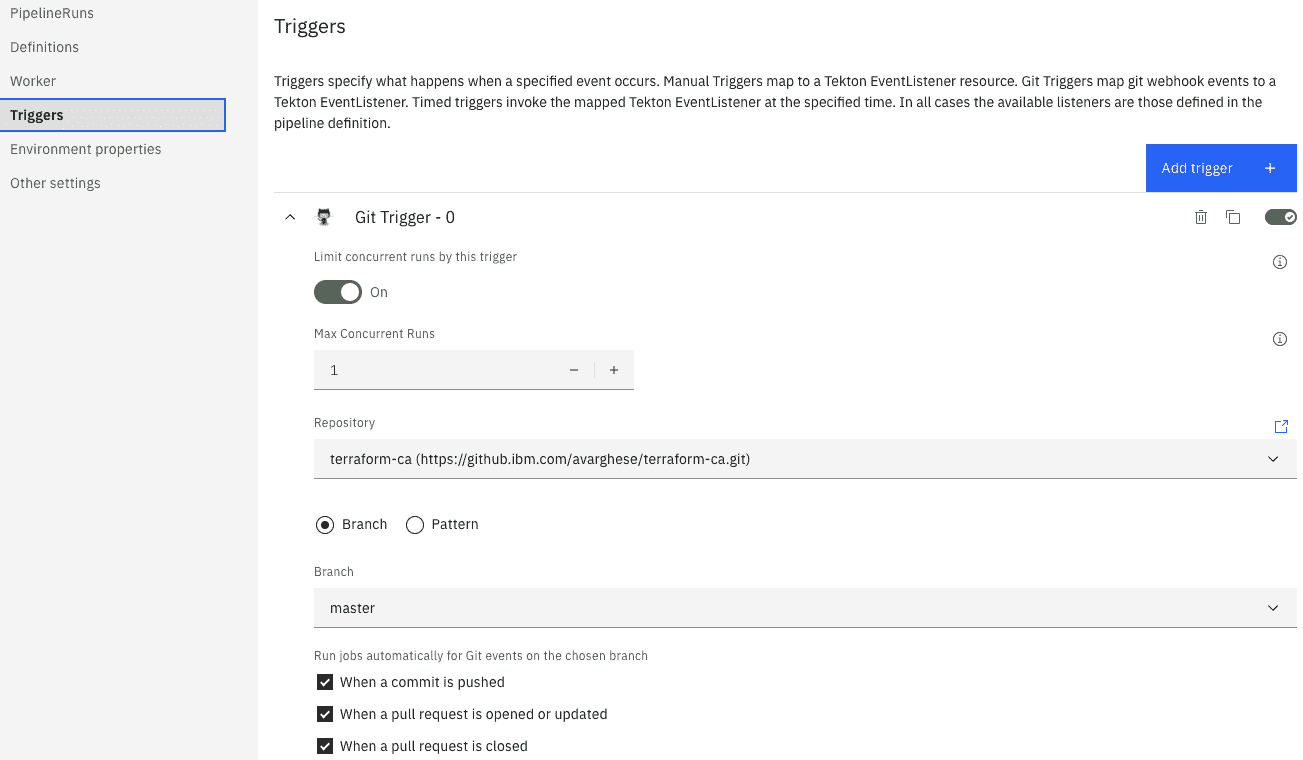 PipelineRuns
Definitions
Worker
Triggers
Environment properties
Other settings
Triggers
Triggers specify what happens when a specified event occurs. Manual Triggers map to a Tekton EventListener resource. Git Triggers map git webhook events to a
Tekton EventListener. Timed triggers invoke the mapped Tekton EventListener at the specified time. In all cases the available listeners are those defined in the
pipeline definition.
Add trigger +
Git Trigger - 0
Limit concurrent runs by this trigger
On
Max Concurrent Runs
1 − +
Repository
terraform-ca (https://github.ibm.com/avarghese/terraform-ca.git)
Branch Pattern
Branch
master
Run jobs automatically for Git events on the chosen branch
When a commit is pushed
When a pull request is opened or updated
When a pull request is closed